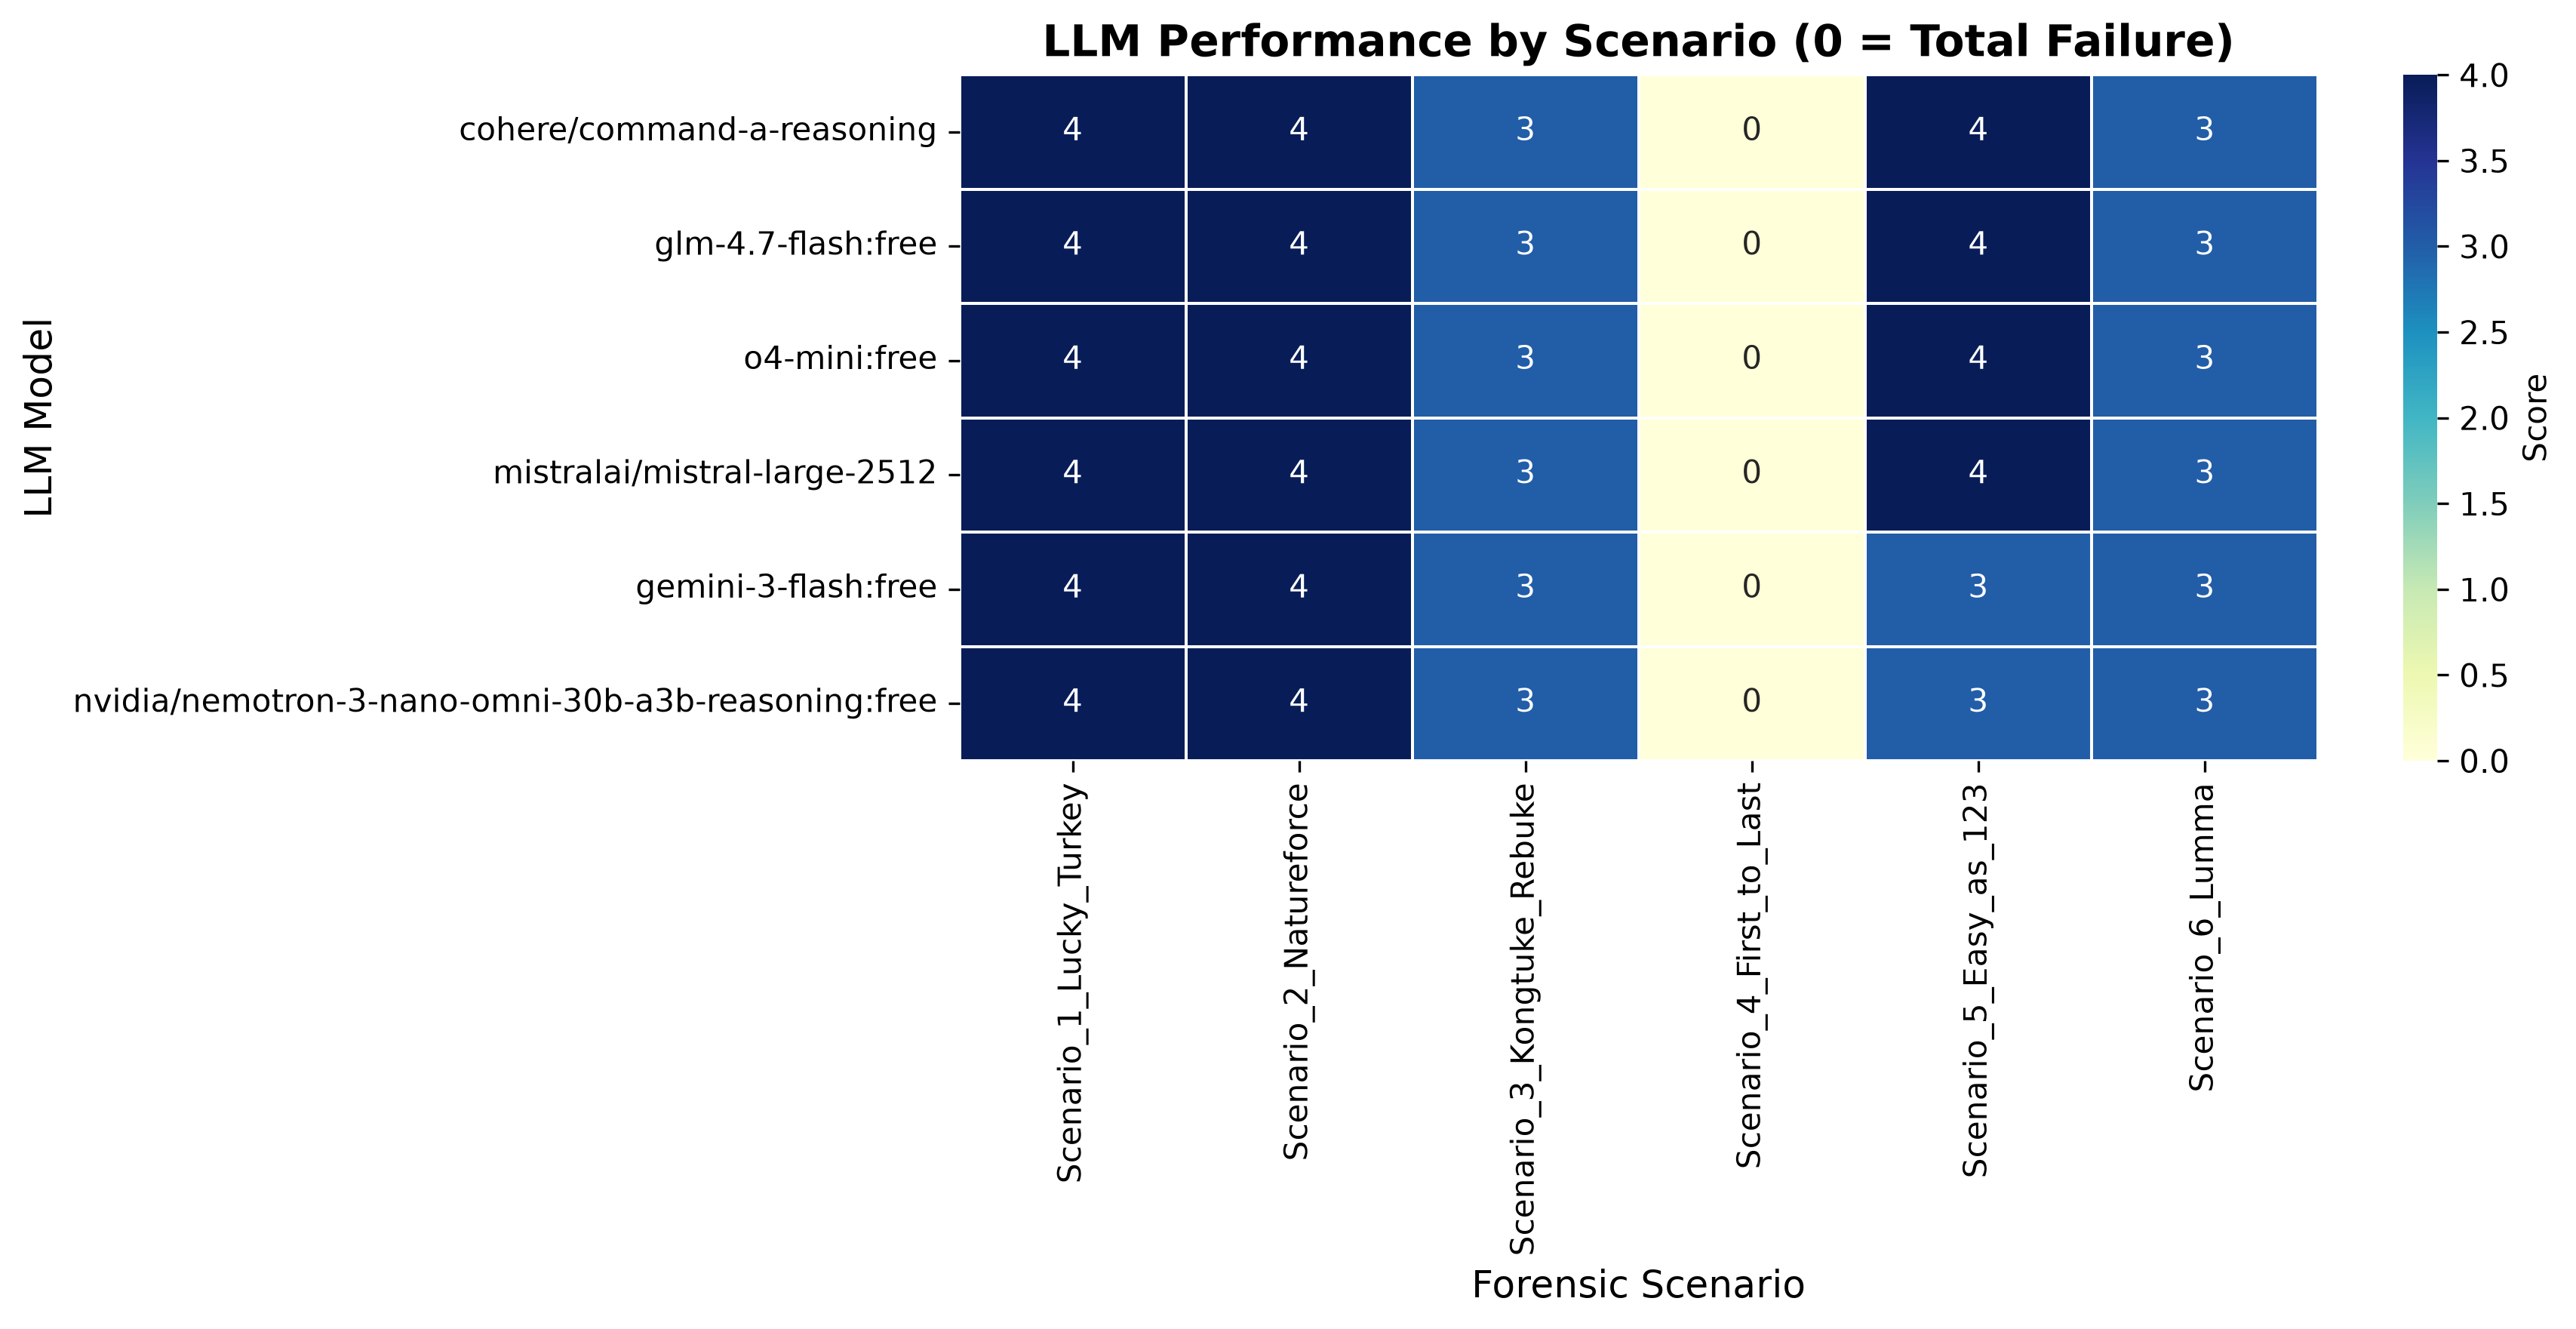 LLM Performance by Scenario (0 = Total Failure)
LLM Model
cohere/command-a-reasoning 4 4 3 0 4 3
glm-4.7-flash:free 4 4 3 0 4 3
o4-mini:free 4 4 3 0 4 3
mistralai/mistral-large-2512 4 4 3 0 4 3
gemini-3-flash:free 4 4 3 0 3 3
nvidia/nemotron-3-nano-omni-30b-a3b-reasoning:free 4 4 3 0 3 3
Scenario_1_Lucky_Turkey
Scenario_2_Natureforce
Scenario_3_Kongtuke_Rebuke
Scenario_4_First_to_Last
Scenario_5_Easy_as_123
Scenario_6_Lumma
Forensic Scenario
4.0
3.5
3.0
2.5
2.0
1.5
1.0
0.5
0.0
Score